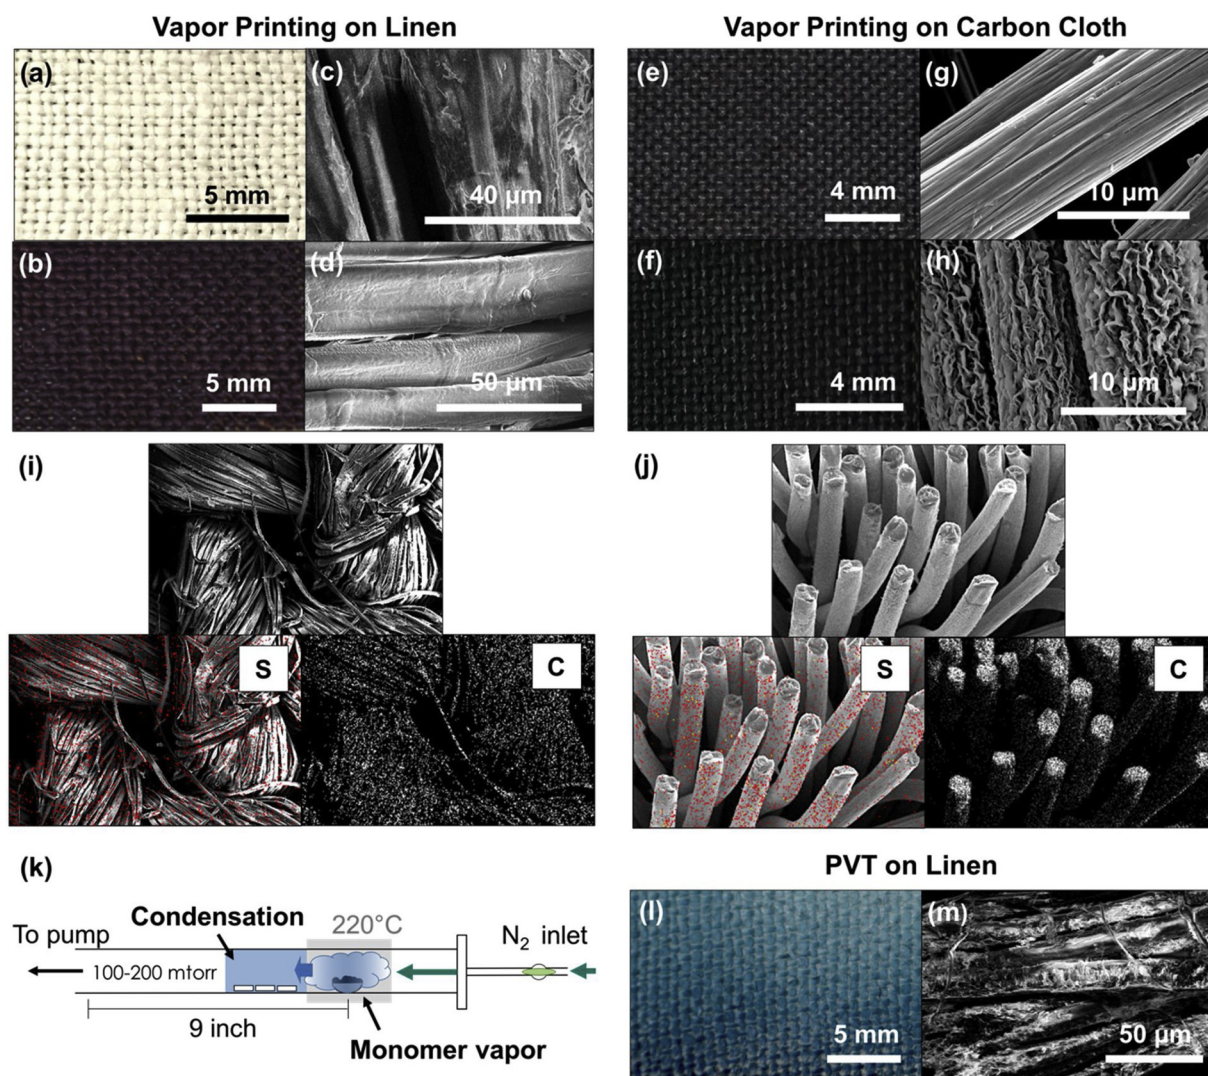 Vapor Printing on Linen
Vapor Printing on Carbon Cloth
(a)
5 mm
(c)
40 µm
(e)
4 mm
(g)
10 µm
(b)
5 mm
(d)
50 µm
(f)
4 mm
(h)
10 µm
(i)
S
C
(j)
S
C
(k)
Condensation
220°C
To pump
N₂ inlet
100-200 mtorr
9 inch
Monomer vapor
PVT on Linen
(l)
5 mm
(m)
50 µm